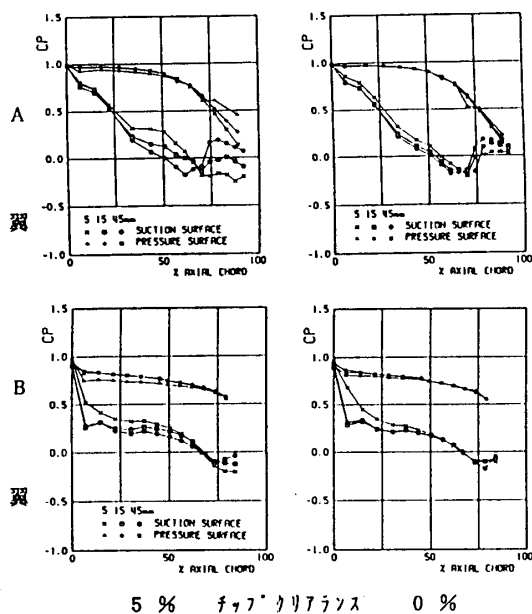 1.5
1.0
0.5
0.0
-0.5
-1.0
CP
A
翼
5 15 45mm
SUCTION SURFACE
PRESSURE SURFACE
0 50 100
% AXIAL CHORD
1.5
1.0
0.5
0.0
-0.5
-1.0
CP
5 15 45mm
SUCTION SURFACE
PRESSURE SURFACE
0 50 100
% AXIAL CHORD
1.5
1.0
0.5
0.0
-0.5
-1.0
CP
B
翼
5 15 45mm
SUCTION SURFACE
PRESSURE SURFACE
0 50 100
% AXIAL CHORD
1.5
1.0
0.5
0.0
-0.5
-1.0
CP
0 50 100
% AXIAL CHORD
5 % チップクリアランス 0 %